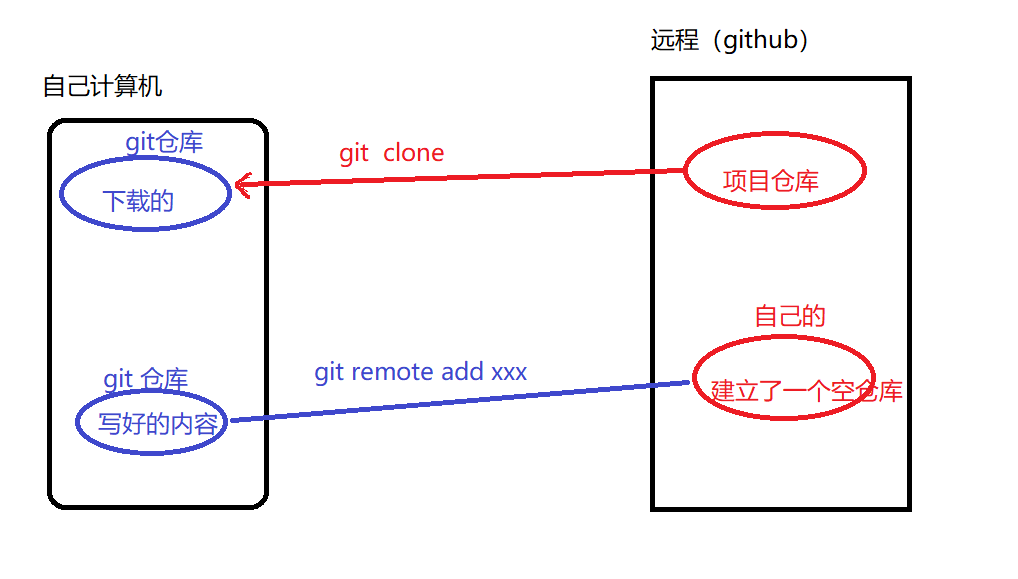 远程（github）
自己计算机
git仓库
git clone
下载的
项目仓库
自己的
git 仓库
git remote add xxx
写好的内容
建立了一个空仓库